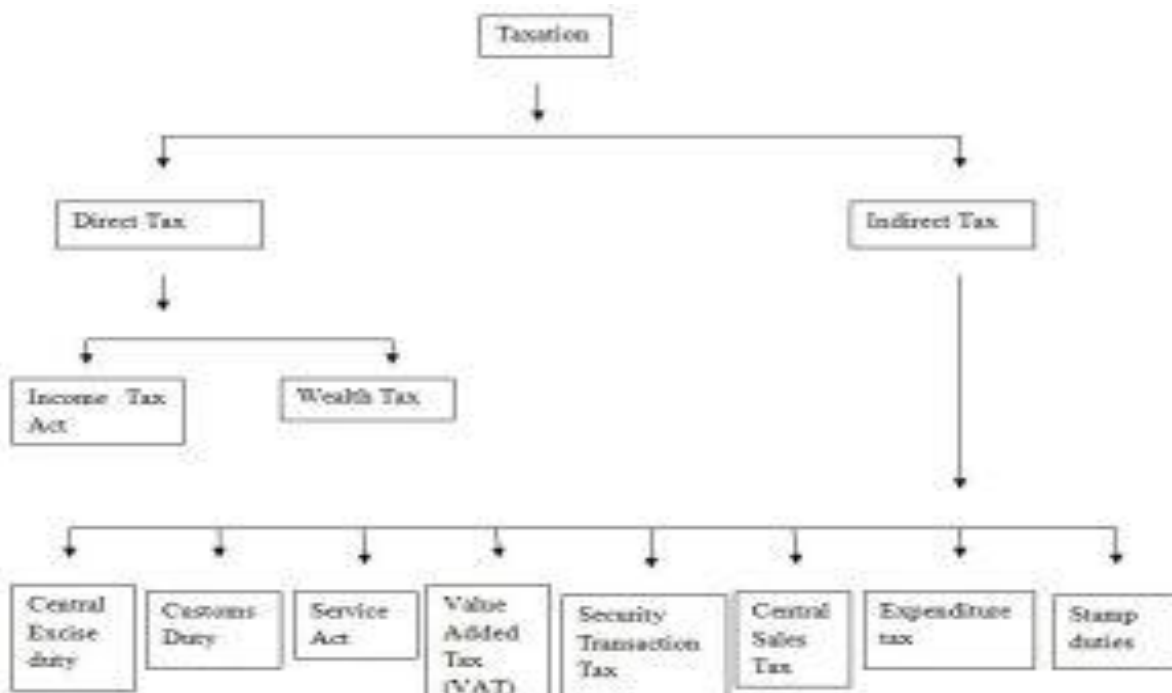 Taxation
Direct Tax
Indirect Tax
Income Tax
Act
Wealth Tax
Central
Excise
duty
Customs
Duty
Service
Act
Value
Added
Tax
(VAT)
Security
Transaction
Tax
Central
Sales
Tax
Expenditure
tax
Stamp
duties